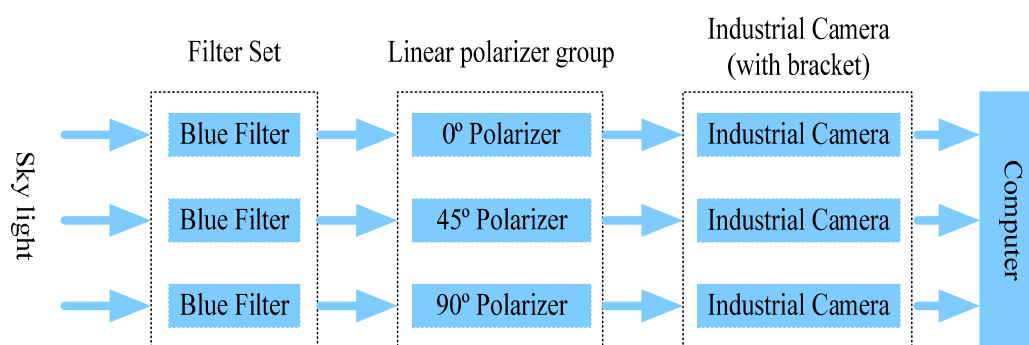 Filter Set
Linear polarizer group
Industrial Camera
(with bracket)
Sky light
Blue Filter
0º Polarizer
Industrial Camera
Blue Filter
45º Polarizer
Industrial Camera
Blue Filter
90º Polarizer
Industrial Camera
Computer